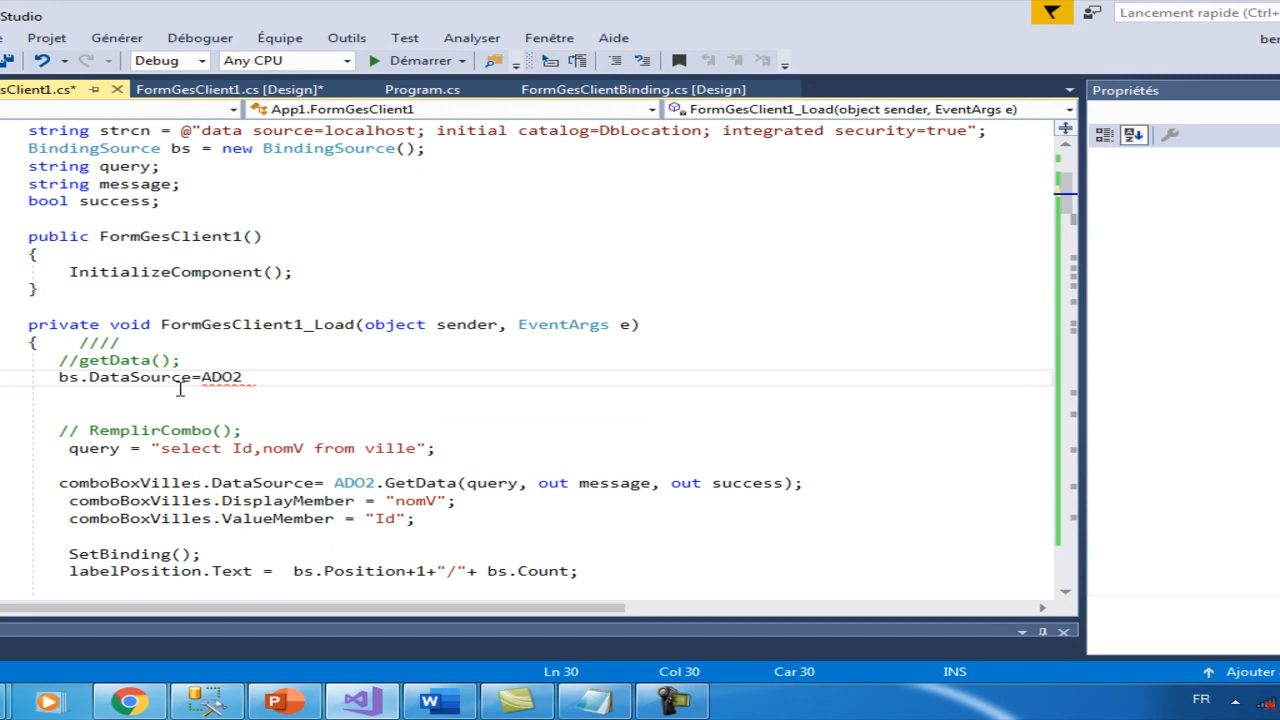 Studio
Lancement rapide (Ctrl+
Projet Générer Déboguer Équipe Outils Test Analyser Fenêtre Aide
ber
Debug Any CPU Démarrer
sClient1.cs* FormGesClient1.cs [Design]* Program.cs FormGesClientBinding.cs [Design]
Propriétés
App1.FormGesClient1 FormGesClient1_Load(object sender, EventArgs e)
string strcn = @"data source=localhost; initial catalog=DbLocation; integrated security=true";
BindingSource bs = new BindingSource();
string query;
string message;
bool success;
public FormGesClient1()
{
InitializeComponent();
}
private void FormGesClient1_Load(object sender, EventArgs e)
{ ////
//getData();
bs.DataSource=ADO2
// RemplirCombo();
query = "select Id,nomV from ville";
comboBoxVilles.DataSource= ADO2.GetData(query, out message, out success);
comboBoxVilles.DisplayMember = "nomV";
comboBoxVilles.ValueMember = "Id";
SetBinding();
labelPosition.Text = bs.Position+1+"/"+ bs.Count;
Ln 30 Col 30 Car 30 INS Ajouter
FR